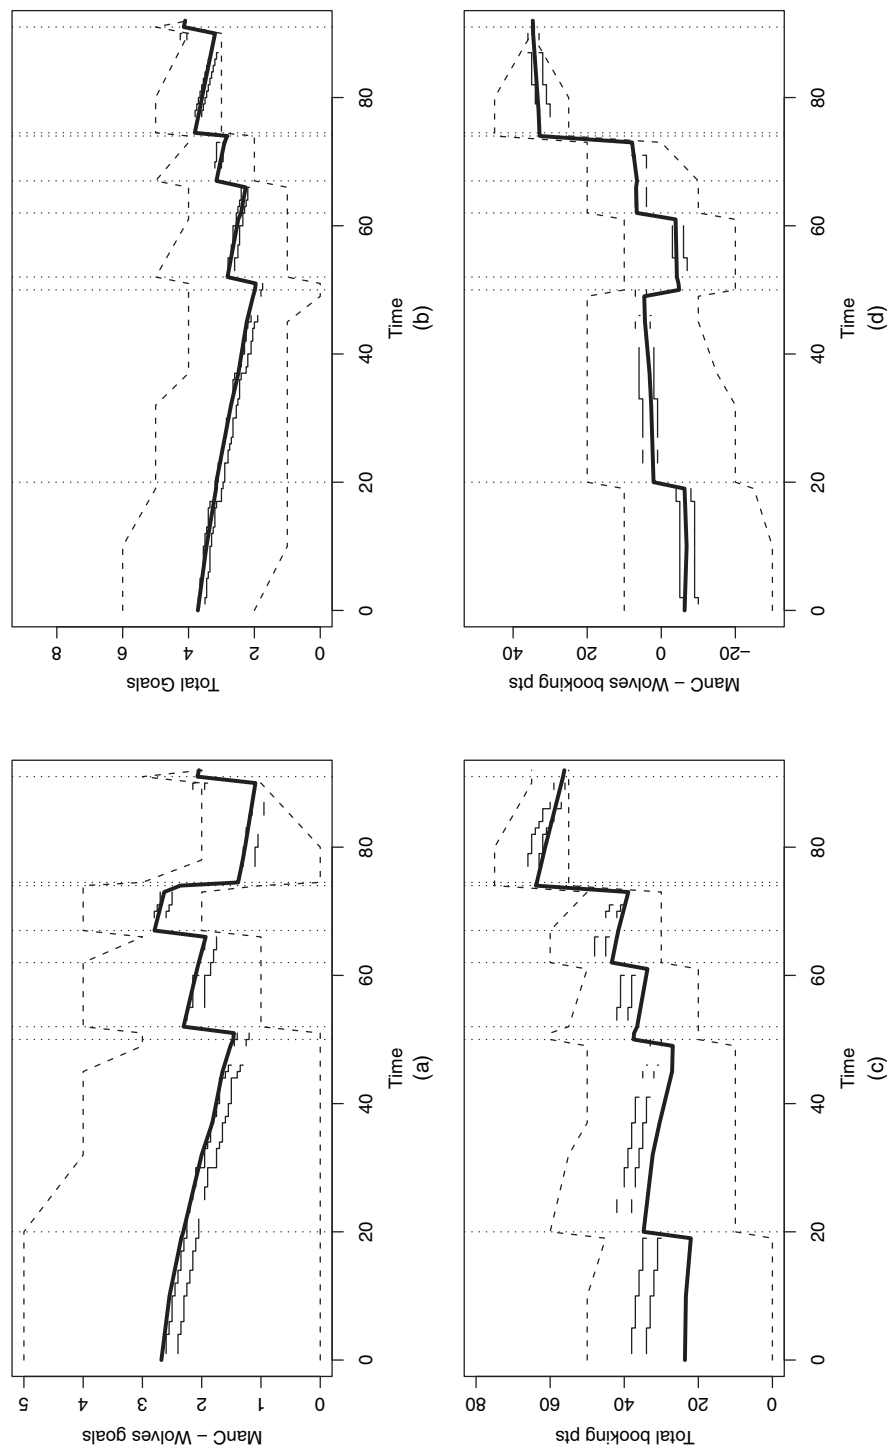 ManC – Wolves goals
0 1 2 3 4 5
0 20 40 60 80
Time
(a)
Total Goals
0 2 4 6 8
0 20 40 60 80
Time
(b)
Total booking pts
0 20 40 60 80
0 20 40 60 80
Time
(c)
ManC – Wolves booking pts
−20 0 20 40
0 20 40 60 80
Time
(d)